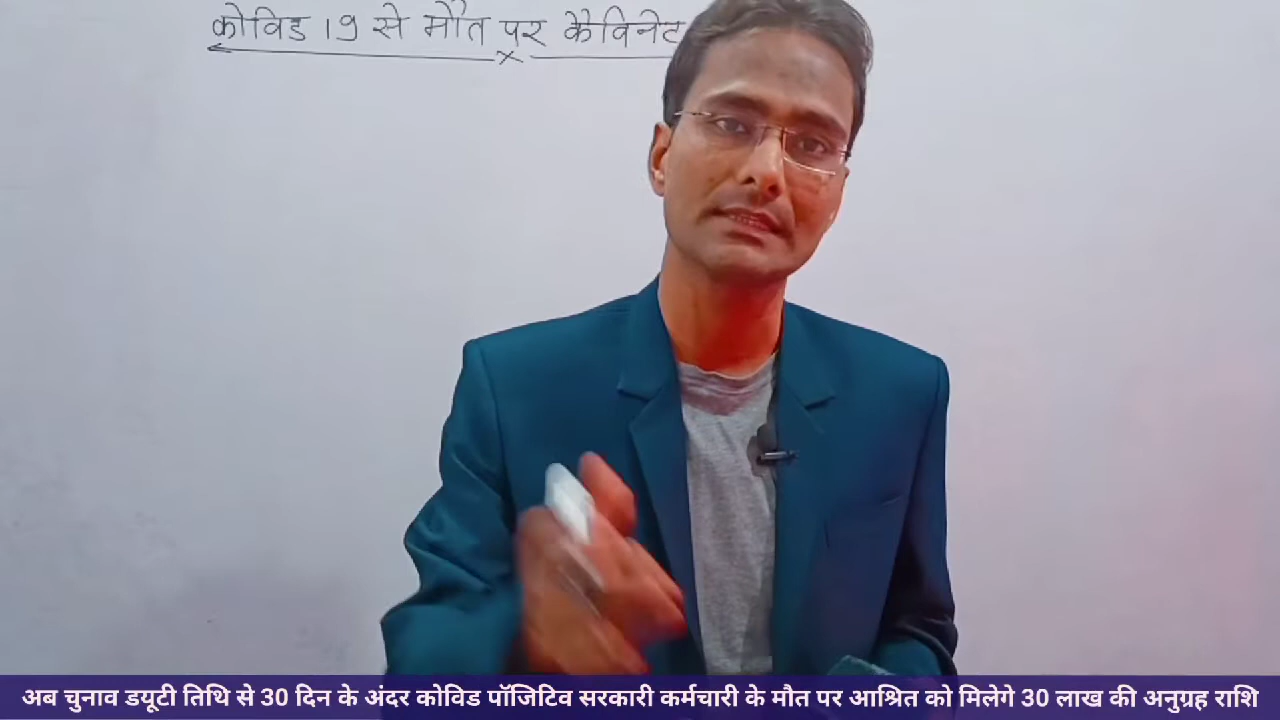 कोविड 19 से मौत पर कैविनेट
अब चुनाव डयूटी तिथि से 30 दिन के अंदर कोविड पॉजिटिव सरकारी कर्मचारी के मौत पर आश्रित को मिलेगे 30 लाख की अनुग्रह राशि